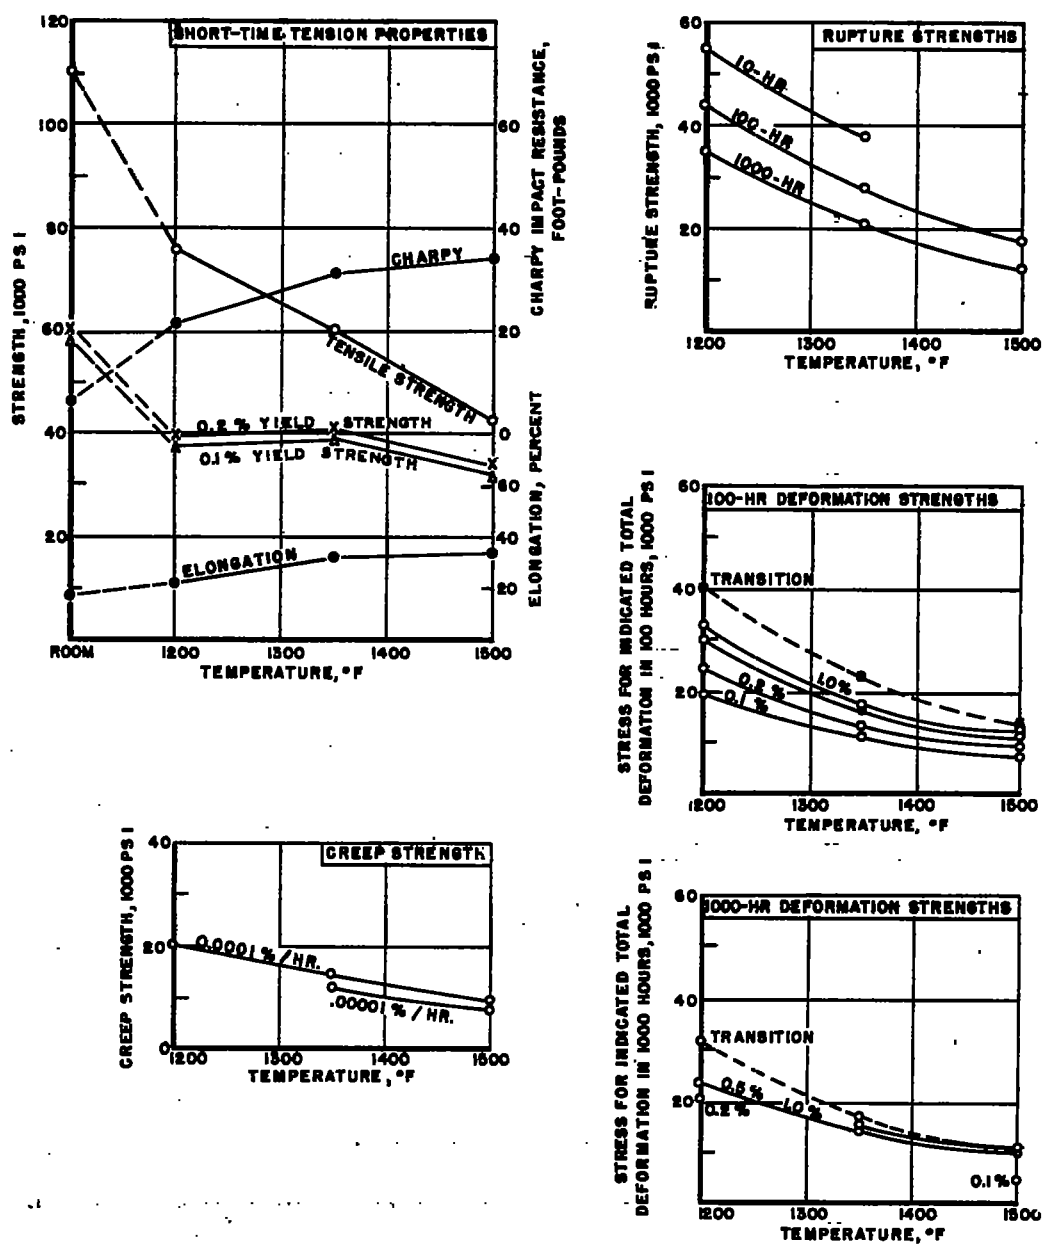 SHORT-TIME TENSION PROPERTIES
STRENGTH, 1000 PSI
120
100
80
60
40
20
CHARPY IMPACT RESISTANCE,
FOOT-POUNDS
60
40
20
0
ELONGATION, PERCENT
60
40
20
CHARPY
TENSILE STRENGTH
0.2 % YIELD STRENGTH
0.1 % YIELD STRENGTH
ELONGATION
ROOM 1200 1300 1400 1500
TEMPERATURE, °F
RUPTURE STRENGTHS
RUPTURE STRENGTH, 1000 PSI
60
40
20
10-HR
100-HR
1000-HR
1200 1300 1400 1500
TEMPERATURE, °F
100-HR DEFORMATION STRENGTHS
STRESS FOR INDICATED TOTAL
DEFORMATION IN 100 HOURS, 1000 PSI
60
40
20
TRANSITION
1.0%
0.2 %
0.1 %
1200 1300 1400 1500
TEMPERATURE, °F
CREEP STRENGTH
CREEP STRENGTH, 1000 PSI
40
20
0
0.0001 % / HR.
.00001 % / HR.
1200 1300 1400 1500
TEMPERATURE, °F
1000-HR DEFORMATION STRENGTHS
STRESS FOR INDICATED TOTAL
DEFORMATION IN 1000 HOURS, 1000 PSI
60
40
20
TRANSITION
0.5 %
0.2 % 1.0 %
0.1 %
1200 1300 1400 1500
TEMPERATURE, °F